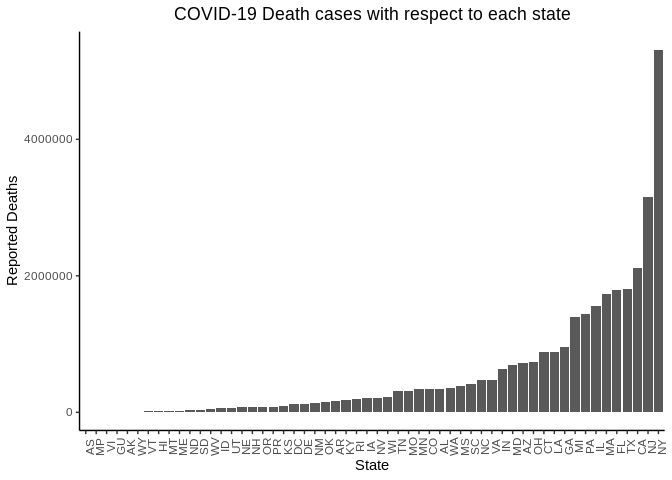 COVID-19 Death cases with respect to each state
Reported Deaths
4000000
2000000
0
AS
MP
VI
GU
AK
WY
VT
HI
MT
ME
ND
SD
WV
ID
UT
NE
NH
OR
PR
KS
DC
DE
NM
OK
AR
KY
RI
IA
NV
WI
TN
MO
MN
CO
AL
WA
MS
SC
NC
VA
IN
MD
AZ
OH
CT
LA
GA
MI
PA
IL
MA
FL
TX
CA
NJ
NY
State